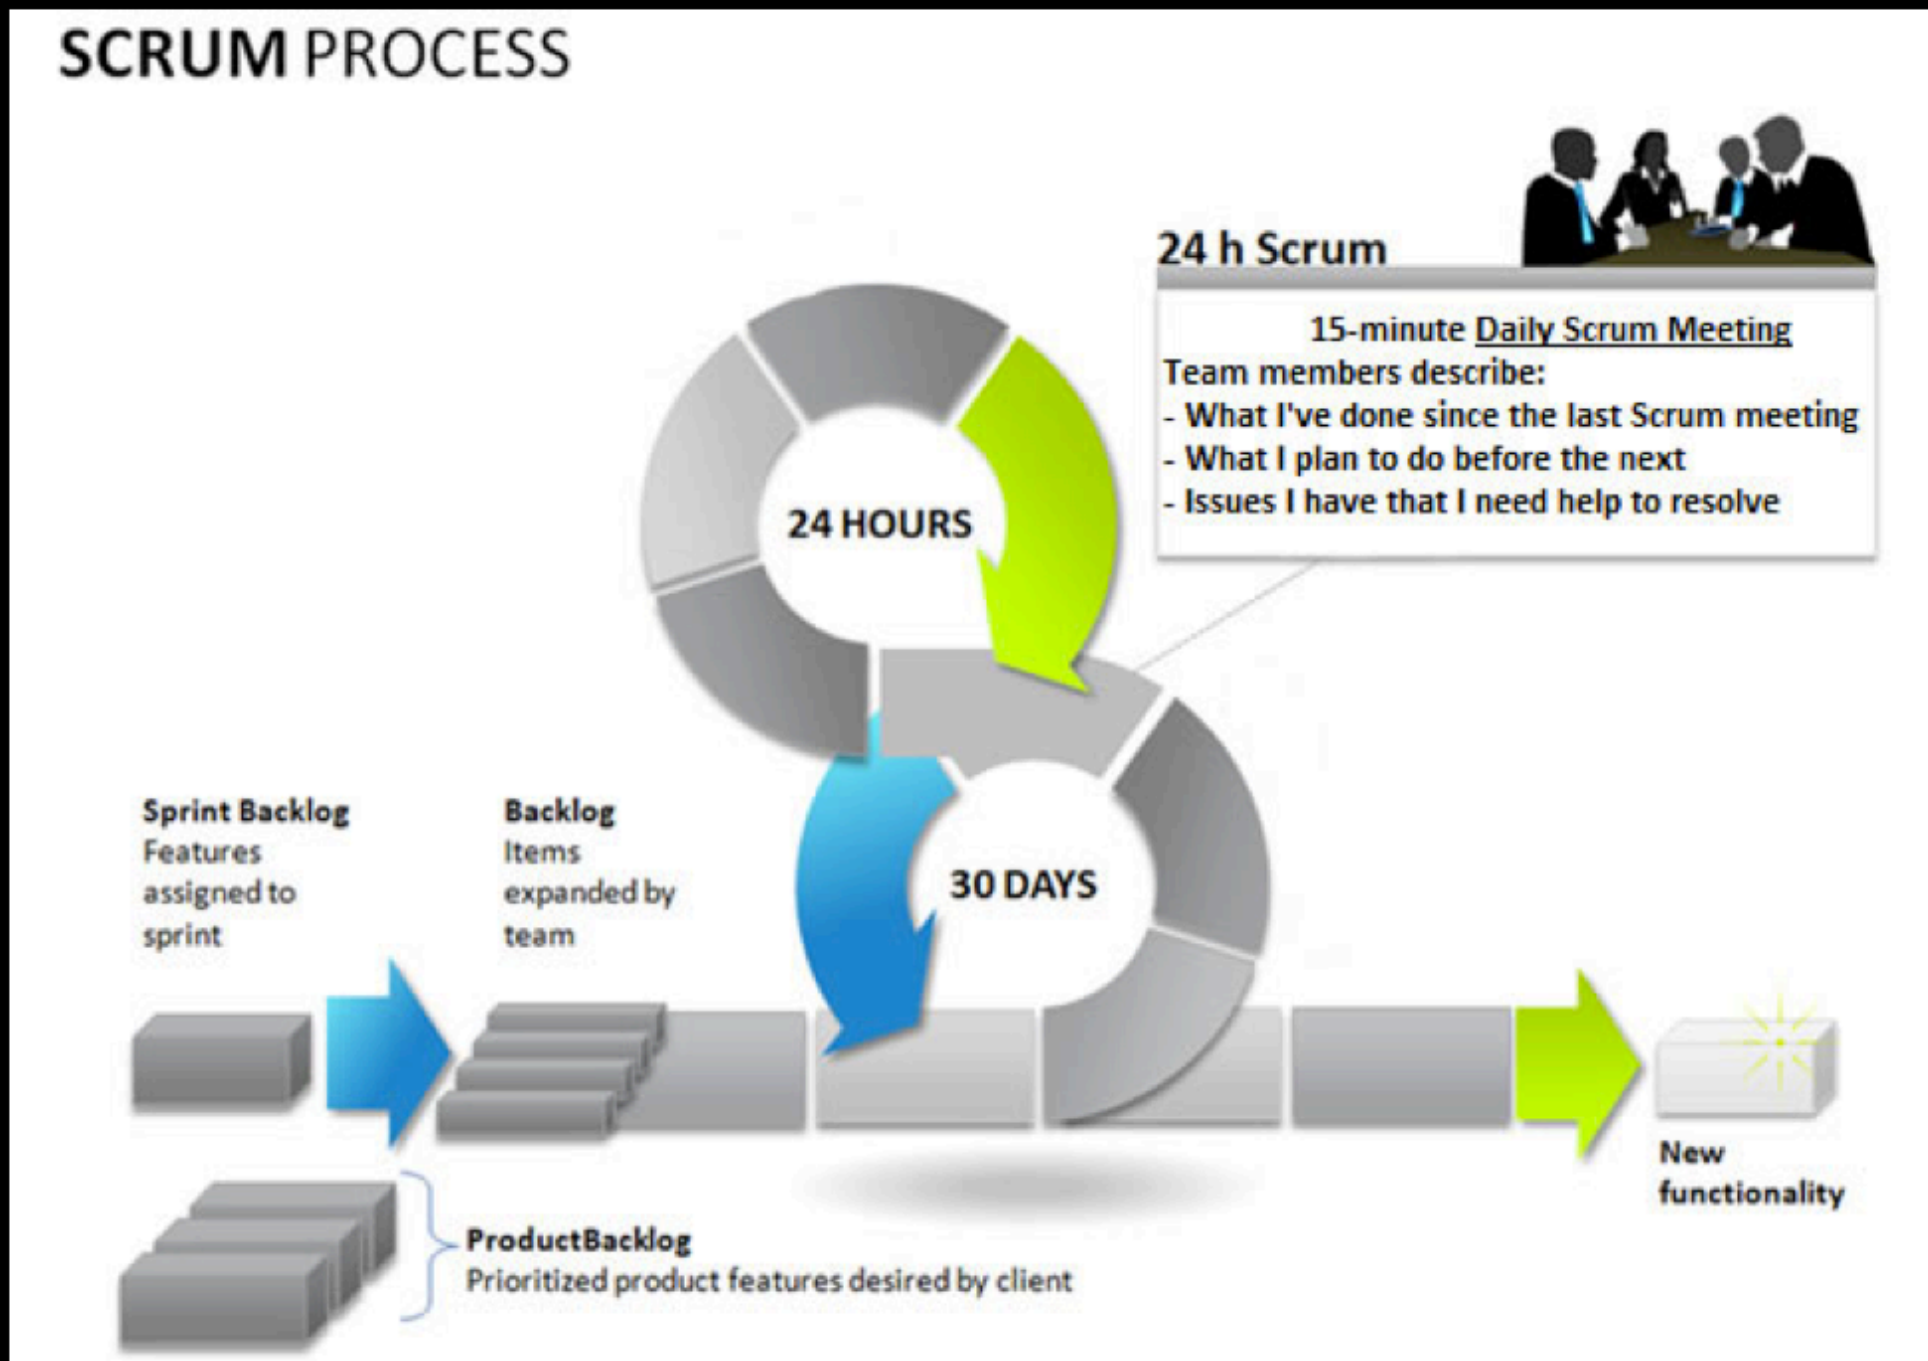 SCRUM PROCESS
24 h Scrum
15-minute Daily Scrum Meeting
Team members describe:
- What I've done since the last Scrum meeting
- What I plan to do before the next
- Issues I have that I need help to resolve
24 HOURS
30 DAYS
Sprint Backlog
Features
assigned to
sprint
Backlog
Items
expanded by
team
New
functionality
ProductBacklog
Prioritized product features desired by client